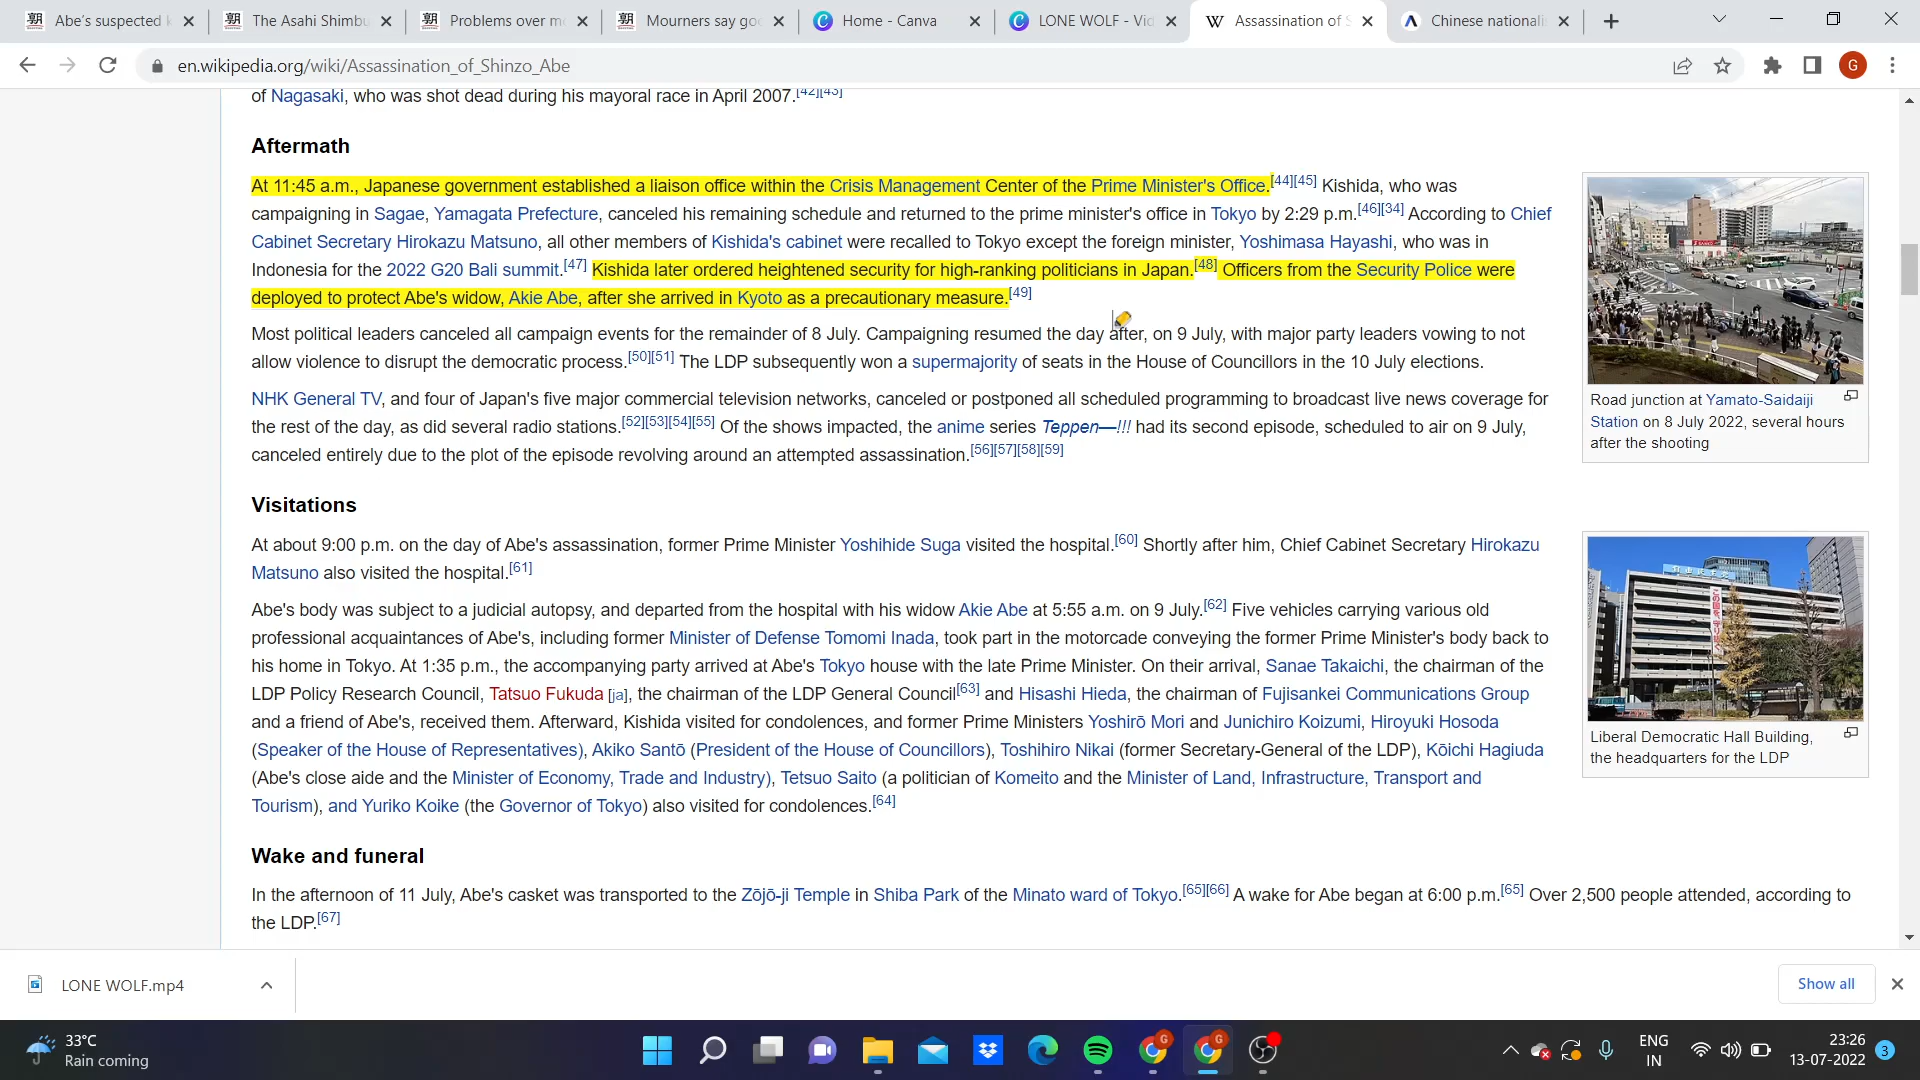 Abe's suspected
The Asahi Shimbu
Problems over m
Mourners say go
Home - Canva
LONE WOLF - Vid
Assassination of S
Chinese nationali
en.wikipedia.org/wiki/Assassination_of_Shinzo_Abe
G
of Nagasaki, who was shot dead during his mayoral race in April 2007.[42][43]
Aftermath
At 11:45 a.m., Japanese government established a liaison office within the Crisis Management Center of the Prime Minister's Office.[44][45] Kishida, who was
campaigning in Sagae, Yamagata Prefecture, canceled his remaining schedule and returned to the prime minister's office in Tokyo by 2:29 p.m.[46][34] According to Chief
Cabinet Secretary Hirokazu Matsuno, all other members of Kishida's cabinet were recalled to Tokyo except the foreign minister, Yoshimasa Hayashi, who was in
Indonesia for the 2022 G20 Bali summit.[47] Kishida later ordered heightened security for high-ranking politicians in Japan.[48] Officers from the Security Police were
deployed to protect Abe's widow, Akie Abe, after she arrived in Kyoto as a precautionary measure.[49]
Most political leaders canceled all campaign events for the remainder of 8 July. Campaigning resumed the day after, on 9 July, with major party leaders vowing to not
allow violence to disrupt the democratic process.[50][51] The LDP subsequently won a supermajority of seats in the House of Councillors in the 10 July elections.
NHK General TV, and four of Japan's five major commercial television networks, canceled or postponed all scheduled programming to broadcast live news coverage for
the rest of the day, as did several radio stations.[52][53][54][55] Of the shows impacted, the anime series Teppen—!!! had its second episode, scheduled to air on 9 July,
canceled entirely due to the plot of the episode revolving around an attempted assassination.[56][57][58][59]
Road junction at Yamato-Saidaiji
Station on 8 July 2022, several hours
after the shooting
Visitations
At about 9:00 p.m. on the day of Abe's assassination, former Prime Minister Yoshihide Suga visited the hospital.[60] Shortly after him, Chief Cabinet Secretary Hirokazu
Matsuno also visited the hospital.[61]
Abe's body was subject to a judicial autopsy, and departed from the hospital with his widow Akie Abe at 5:55 a.m. on 9 July.[62] Five vehicles carrying various old
professional acquaintances of Abe's, including former Minister of Defense Tomomi Inada, took part in the motorcade conveying the former Prime Minister's body back to
his home in Tokyo. At 1:35 p.m., the accompanying party arrived at Abe's Tokyo house with the late Prime Minister. On their arrival, Sanae Takaichi, the chairman of the
LDP Policy Research Council, Tatsuo Fukuda [ja], the chairman of the LDP General Council[63] and Hisashi Hieda, the chairman of Fujisankei Communications Group
and a friend of Abe's, received them. Afterward, Kishida visited for condolences, and former Prime Ministers Yoshirō Mori and Junichiro Koizumi, Hiroyuki Hosoda
(Speaker of the House of Representatives), Akiko Santō (President of the House of Councillors), Toshihiro Nikai (former Secretary-General of the LDP), Kōichi Hagiuda
(Abe's close aide and the Minister of Economy, Trade and Industry), Tetsuo Saito (a politician of Komeito and the Minister of Land, Infrastructure, Transport and
Tourism), and Yuriko Koike (the Governor of Tokyo) also visited for condolences.[64]
Liberal Democratic Hall Building,
the headquarters for the LDP
Wake and funeral
In the afternoon of 11 July, Abe's casket was transported to the Zōjō-ji Temple in Shiba Park of the Minato ward of Tokyo.[65][66] A wake for Abe began at 6:00 p.m.[65] Over 2,500 people attended, according to
the LDP.[67]
LONE WOLF.mp4
Show all
33°C
Rain coming
ENG
IN
23:26
13-07-2022
3